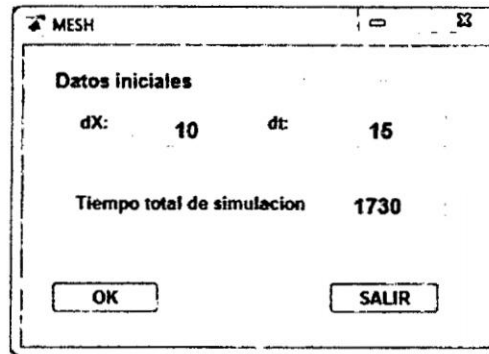 MESH
Datos iniciales
dX: 10 dt: 15
Tiempo total de simulacion 1730
OK SALIR